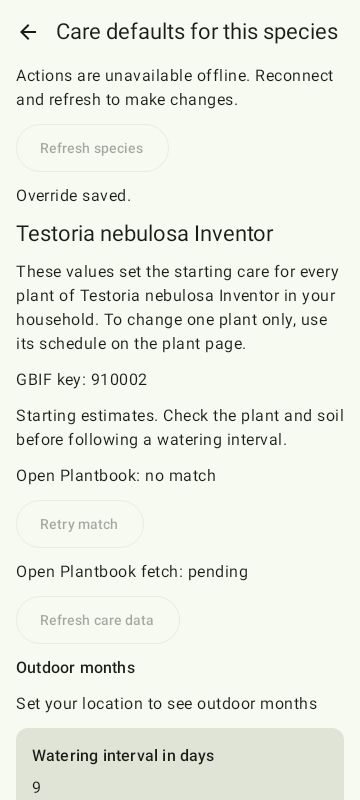 Care defaults for this species
Actions are unavailable offline. Reconnect
and refresh to make changes.
Refresh species
Override saved.
Testoria nebulosa Inventor
These values set the starting care for every
plant of Testoria nebulosa Inventor in your
household. To change one plant only, use
its schedule on the plant page.
GBIF key: 910002
Starting estimates. Check the plant and soil
before following a watering interval.
Open Plantbook: no match
Retry match
Open Plantbook fetch: pending
Refresh care data
Outdoor months
Set your location to see outdoor months
Watering interval in days
9